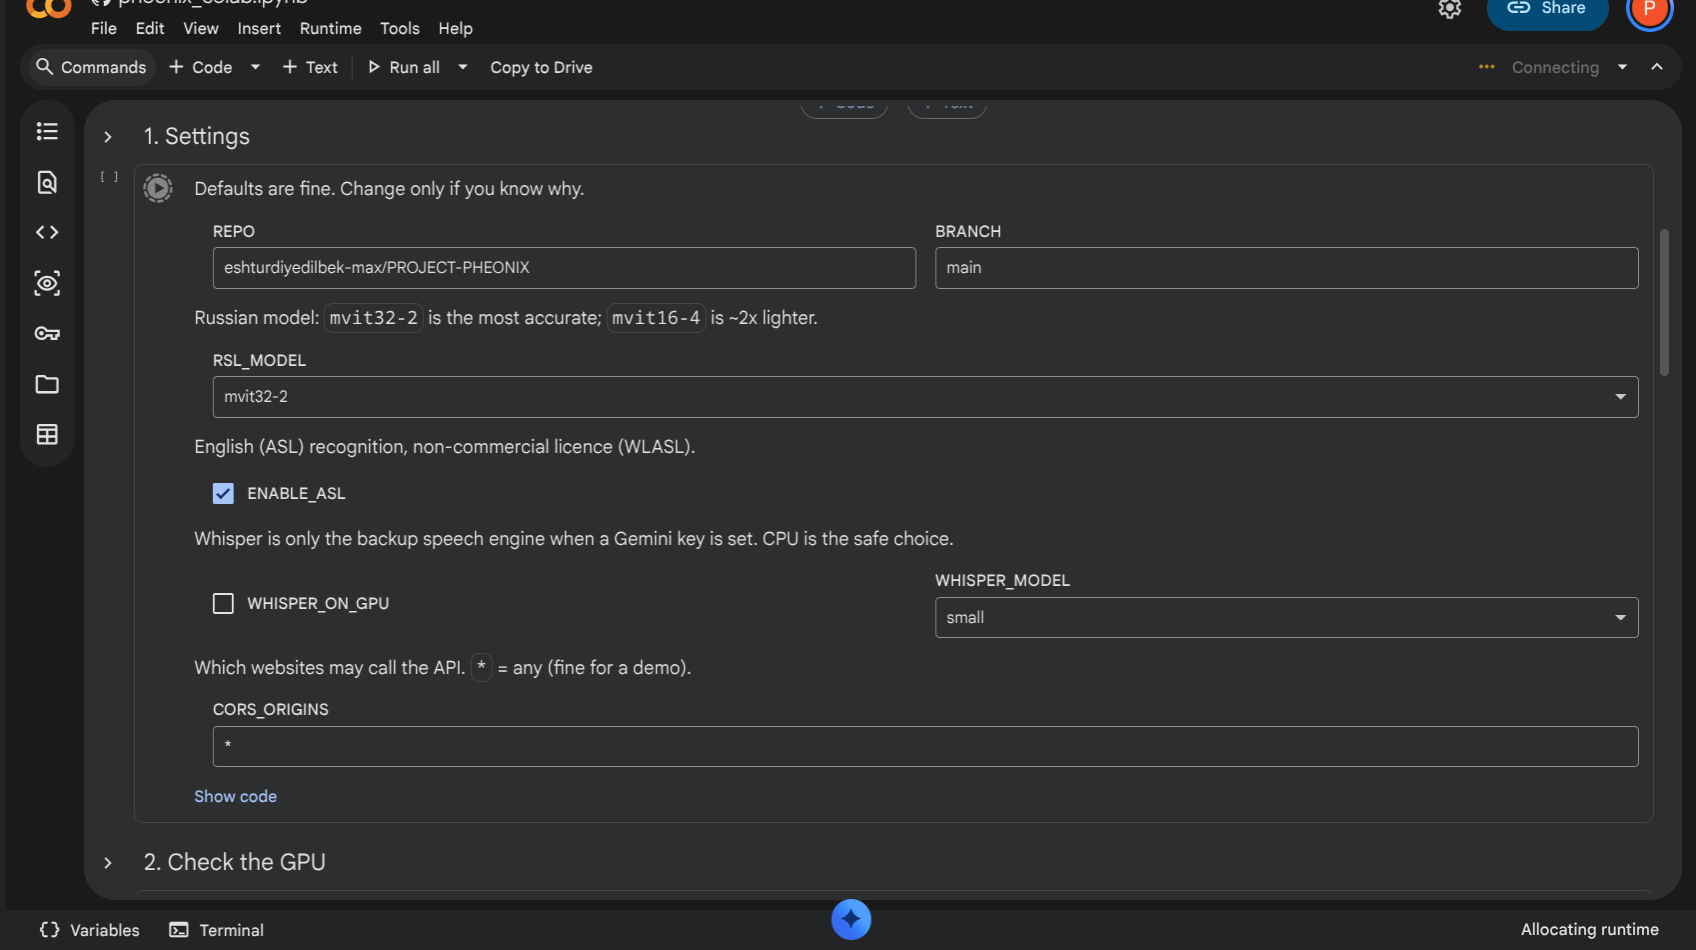 File Edit View Insert Runtime Tools Help
Share
P
Commands + Code + Text Run all Copy to Drive
Connecting
1. Settings
[ ]
Defaults are fine. Change only if you know why.
REPO BRANCH
eshturdiyedilbek-max/PROJECT-PHEONIX main
Russian model: mvit32-2 is the most accurate; mvit16-4 is ~2x lighter.
RSL_MODEL
mvit32-2
English (ASL) recognition, non-commercial licence (WLASL).
ENABLE_ASL
Whisper is only the backup speech engine when a Gemini key is set. CPU is the safe choice.
WHISPER_MODEL
WHISPER_ON_GPU
small
Which websites may call the API. * = any (fine for a demo).
CORS_ORIGINS
*
Show code
2. Check the GPU
Variables Terminal
Allocating runtime